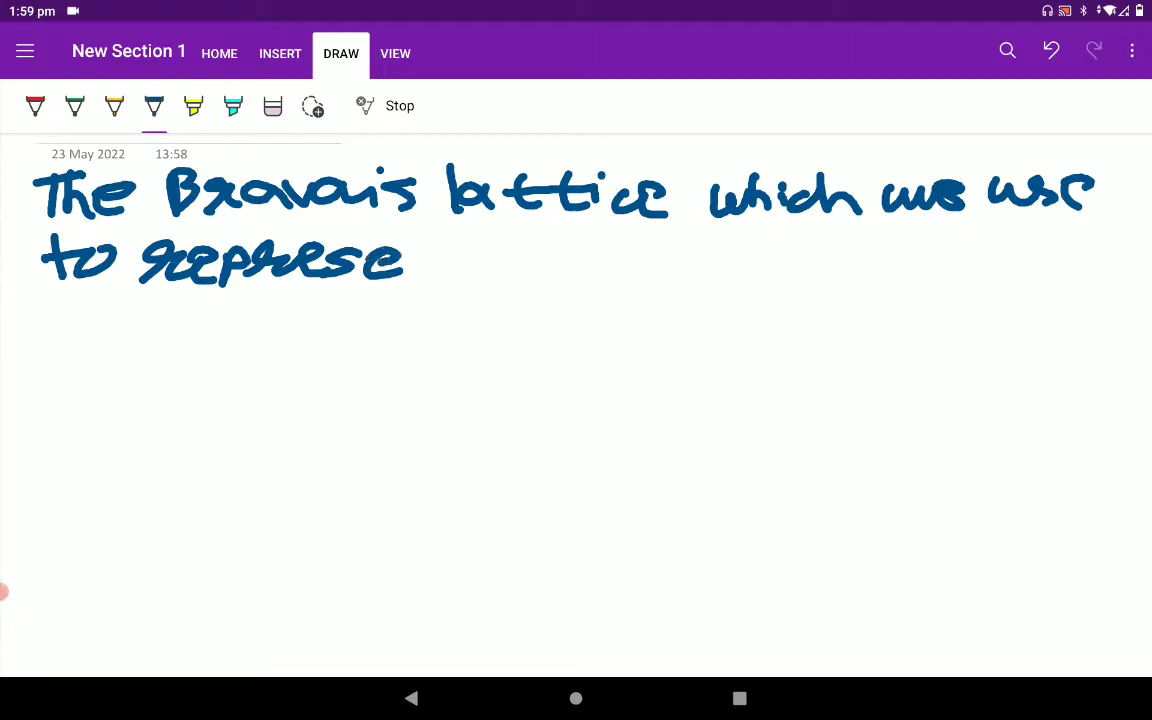 1:59 pm
New Section 1 HOME INSERT DRAW VIEW
Stop
23 May 2022 13:58
The Bravais lattice which we use
toreprese